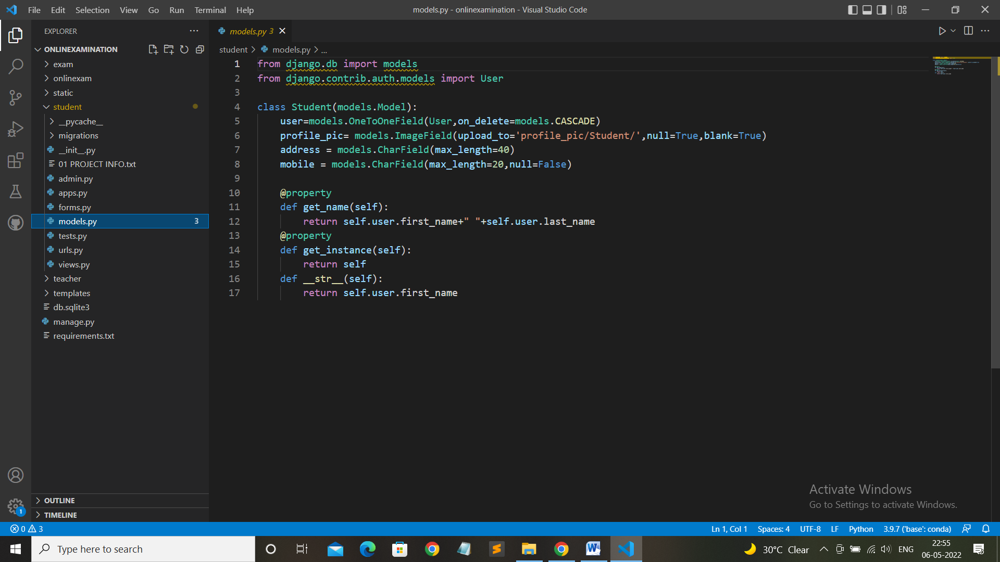 File Edit Selection View Go Run Terminal Help
models.py - onlinexamination - Visual Studio Code
EXPLORER
ONLINEXAMINATION
exam
onlinexam
static
student
__pycache__
migrations
__init__.py
01 PROJECT INFO.txt
admin.py
apps.py
forms.py
models.py 3
tests.py
urls.py
views.py
teacher
templates
db.sqlite3
manage.py
requirements.txt
OUTLINE
TIMELINE
models.py 3
student > models.py > ...
1 from django.db import models
2 from django.contrib.auth.models import User
3
4 class Student(models.Model):
5     user=models.OneToOneField(User,on_delete=models.CASCADE)
6     profile_pic= models.ImageField(upload_to='profile_pic/Student/',null=True,blank=True)
7     address = models.CharField(max_length=40)
8     mobile = models.CharField(max_length=20,null=False)
9
10     @property
11     def get_name(self):
12         return self.user.first_name+" "+self.user.last_name
13     @property
14     def get_instance(self):
15         return self
16     def __str__(self):
17         return self.user.first_name
Activate Windows
Go to Settings to activate Windows.
1
0 3
Ln 1, Col 1 Spaces: 4 UTF-8 LF Python 3.9.7 ('base': conda)
Type here to search
30°C Clear
ENG
22:55
06-05-2022